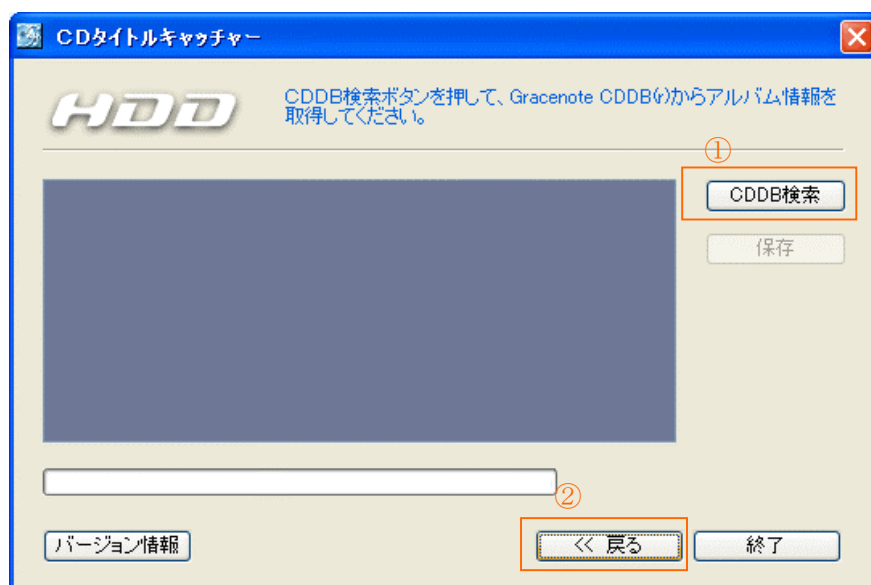 CDタイトルキャッチャー
HDD
CDDB検索ボタンを押して、Gracenote CDDB(r)からアルバム情報を
取得してください。
①
CDDB検索
保存
②
バージョン情報
<< 戻る
終了